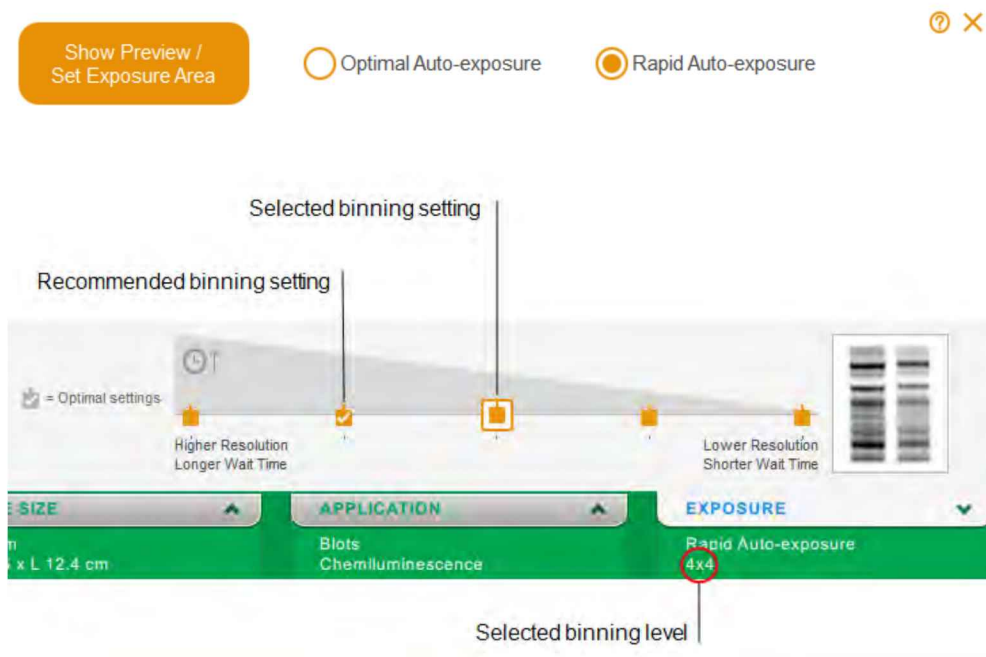 Show Preview /
Set Exposure Area
Optimal Auto-exposure
Rapid Auto-exposure
Selected binning setting
Recommended binning setting
= Optimal settings
Higher Resolution
Longer Wait Time
Lower Resolution
Shorter Wait Time
SIZE
APPLICATION
EXPOSURE
Blots
Chemiluminescence
x L 12.4 cm
Rapid Auto-exposure
4x4
Selected binning level